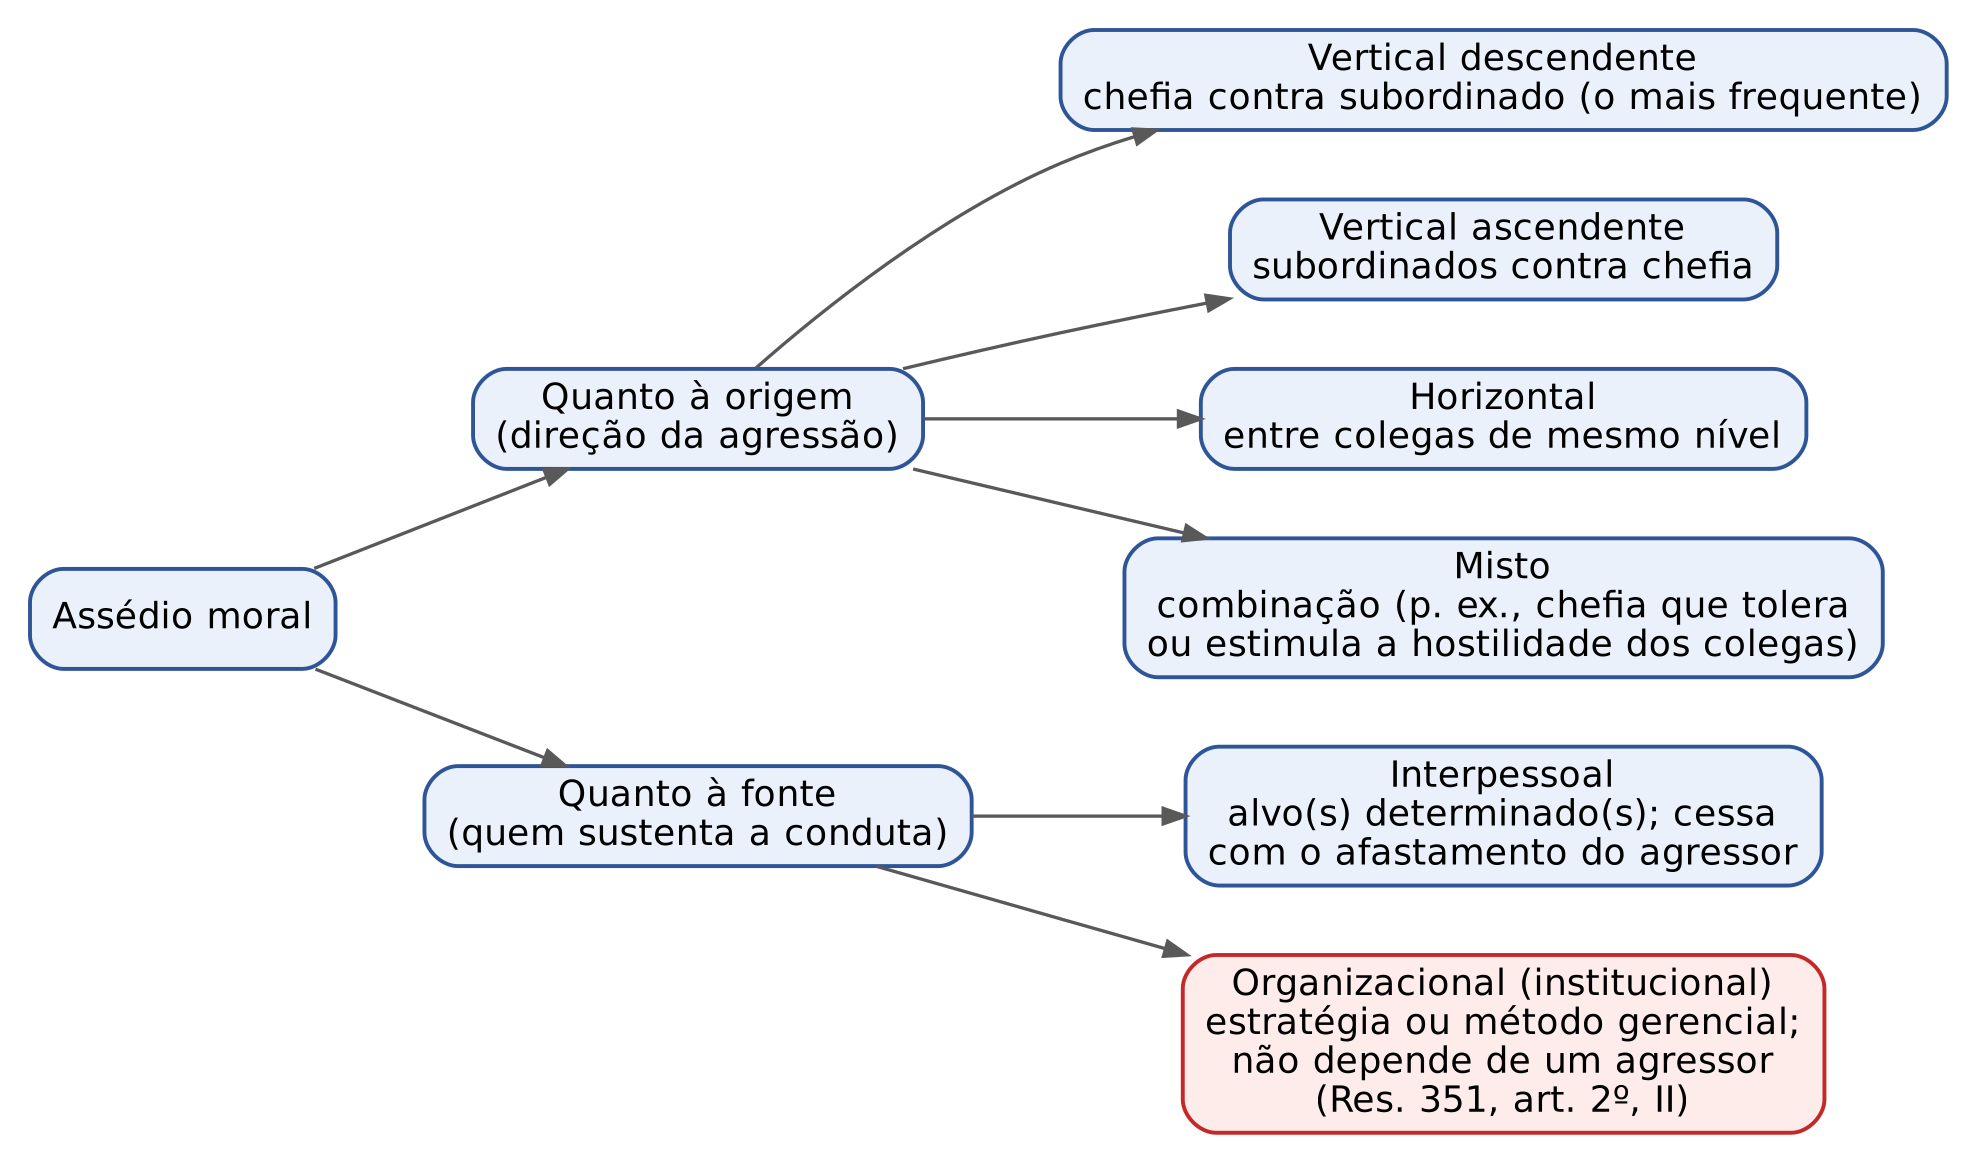 Assédio moral
Quanto à origem
(direção da agressão)
Vertical descendente
chefia contra subordinado (o mais frequente)
Vertical ascendente
subordinados contra chefia
Horizontal
entre colegas de mesmo nível
Misto
combinação (p. ex., chefia que tolera
ou estimula a hostilidade dos colegas)
Quanto à fonte
(quem sustenta a conduta)
Interpessoal
alvo(s) determinado(s); cessa
com o afastamento do agressor
Organizacional (institucional)
estratégia ou método gerencial;
não depende de um agressor
(Res. 351, art. 2º, II)